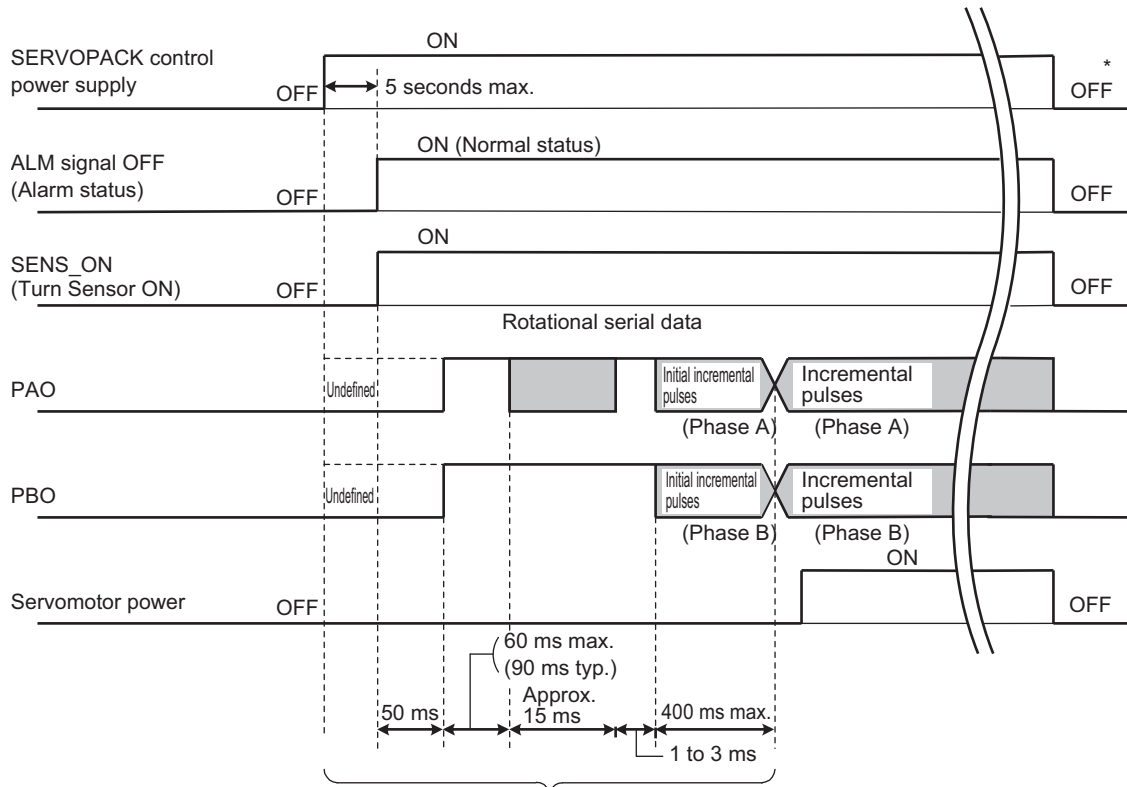 ON
SERVOPACK control
power supply
OFF
5 seconds max.
*
OFF
ON (Normal status)
ALM signal OFF
(Alarm status)
OFF
OFF
ON
SENS_ON
(Turn Sensor ON)
OFF
OFF
Rotational serial data
PAO
Undefined
Initial incremental
pulses
Incremental
pulses
(Phase A)
(Phase A)
PBO
Undefined
Initial incremental
pulses
Incremental
pulses
(Phase B)
(Phase B)
ON
Servomotor power
OFF
OFF
60 ms max.
(90 ms typ.)
Approx.
50 ms
15 ms
400 ms max.
1 to 3 ms